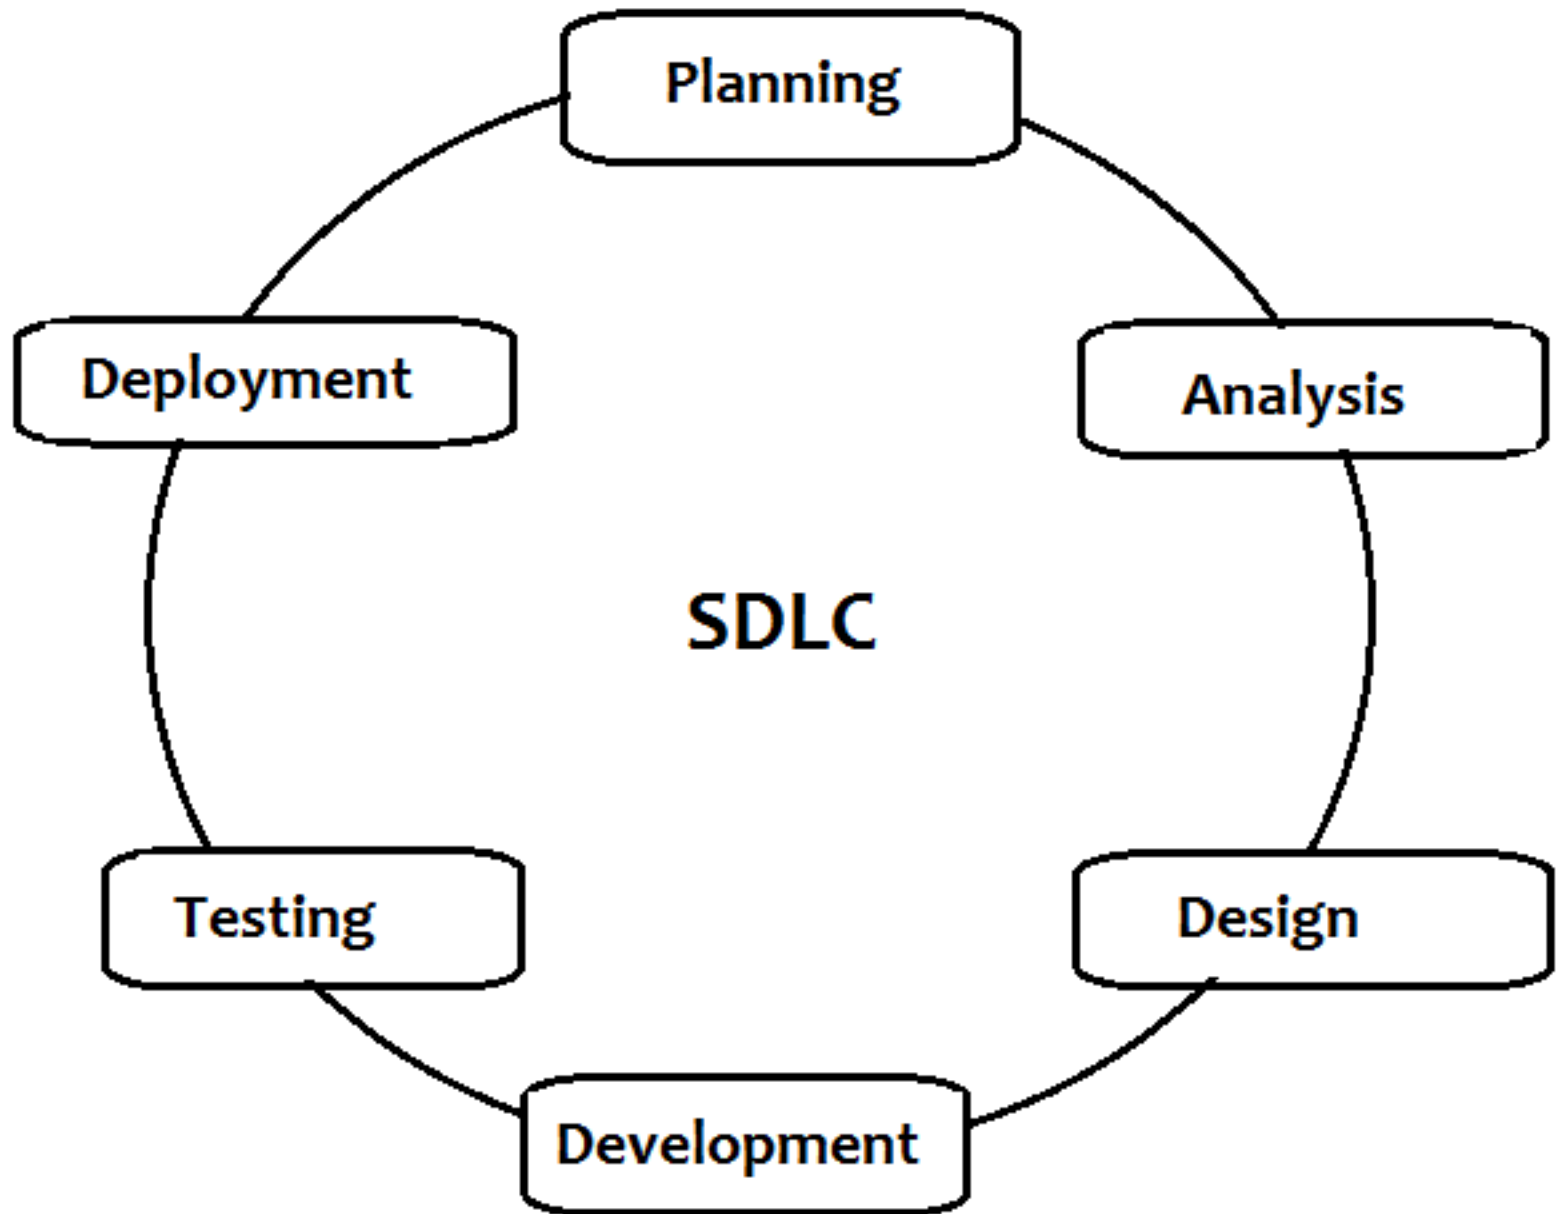 Planning
Deployment
Analysis
SDLC
Testing
Design
Development